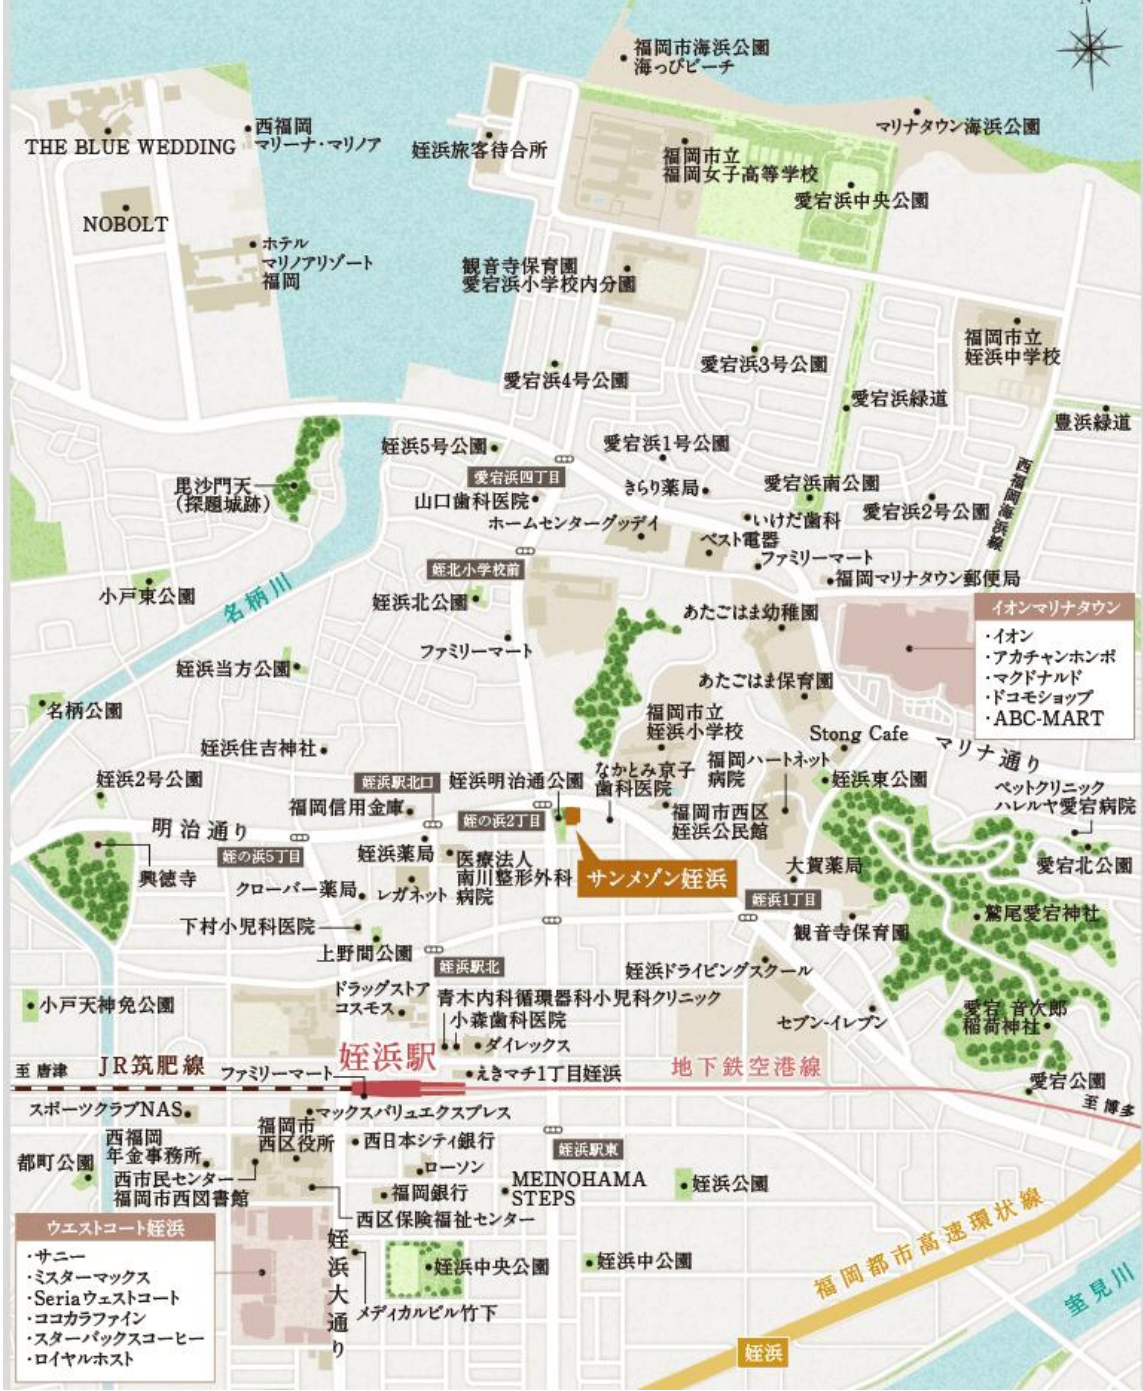 N
福岡市海浜公園
海っぴビーチ
マリナタウン海浜公園
西福岡
マリーナ・マリノア
THE BLUE WEDDING
姪浜旅客待合所
福岡市立
福岡女子高等学校
愛宕浜中央公園
NOBOLT
ホテル
マリノアリゾート
福岡
観音寺保育園
愛宕浜小学校内分園
福岡市立
姪浜中学校
愛宕浜3号公園
愛宕浜4号公園
愛宕浜緑道
豊浜緑道
姪浜5号公園
愛宕浜1号公園
愛宕浜四丁目
西福岡海浜線
毘沙門天
(探題城跡)
山口歯科医院
きらり薬局
愛宕浜南公園
愛宕浜2号公園
ホームセンターグッデイ
いけだ歯科
ベスト電器
ファミリーマート
姪北小学校前
福岡マリナタウン郵便局
小戸東公園
名柄川
姪浜北公園
あたごはま幼稚園
イオンマリナタウン
・イオン
・アカチャンホンポ
・マクドナルド
・ドコモショップ
・ABC-MART
ファミリーマート
姪浜当方公園
あたごはま保育園
名柄公園
福岡市立
姪浜小学校
Stong Cafe
マリナ通り
姪浜住吉神社
姪浜2号公園
姪浜駅北口
姪浜明治通公園
なかとみ京子
歯科医院
福岡ハートネット
病院
姪浜東公園
ペットクリニック
ハレルヤ愛宕病院
福岡信用金庫
姪の浜2丁目
福岡市西区
姪浜公民館
明治通り
姪の浜5丁目
姪浜薬局
医療法人
南川整形外科
病院
サンメゾン姪浜
大賀薬局
愛宕北公園
興徳寺
クローバー薬局
レガネット
姪浜1丁目
下村小児科医院
観音寺保育園
鷲尾愛宕神社
上野間公園
姪浜駅北
姪浜ドライビングスクール
ドラッグストア
コスモス
青木内科循環器科小児科クリニック
小森歯科医院
小戸天神免公園
セブン-イレブン
愛宕 音次郎
稲荷神社
ダイレックス
姪浜駅
至 唐津
JR筑肥線
ファミリーマート
えきマチ1丁目姪浜
地下鉄空港線
愛宕公園
至 博多
スポーツクラブNAS
マックスバリュエクスプレス
福岡市
西区役所
西日本シティ銀行
姪浜駅東
西福岡
年金事務所
都町公園
西市民センター
福岡市西図書館
ローソン
福岡銀行
MEINOHAMA
STEPS
姪浜公園
西区保険福祉センター
ウエストコート姪浜
・サニー
・ミスターマックス
・Seriaウェストコート
・ココカラファイン
・スターバックスコーヒー
・ロイヤルホスト
姪浜大通り
姪浜中央公園
姪浜中公園
メディカルビル竹下
福岡都市高速環状線
室見川
姪浜